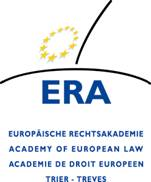 ERA
EUROPÄISCHE RECHTSAKADEMIE
ACADEMY OF EUROPEAN LAW
ACADEMIE DE DROIT EUROPEEN
TRIER - TREVES